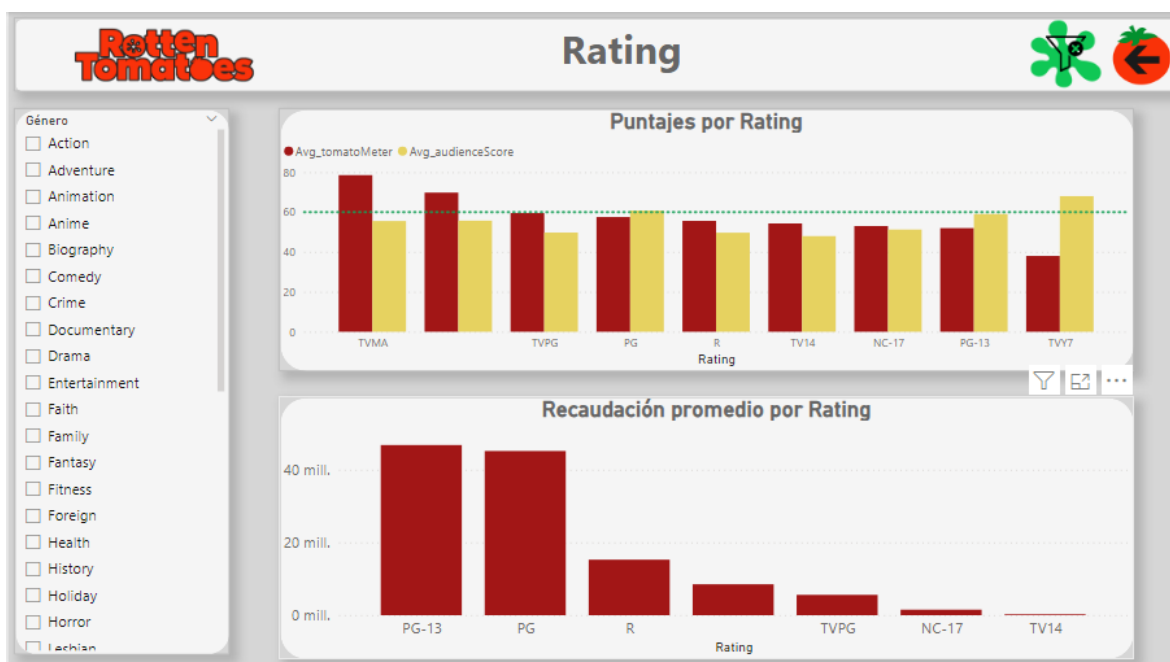 Rotten
Tomatoes
Rating
Género
Action
Adventure
Animation
Anime
Biography
Comedy
Crime
Documentary
Drama
Entertainment
Faith
Family
Fantasy
Fitness
Foreign
Health
History
Holiday
Horror
Lesbian
Puntajes por Rating
Avg_tomatoMeter Avg_audienceScore
80
60
40
20
0
TVMA TVPG PG R TV14 NC-17 PG-13 TVY7
Rating
Recaudación promedio por Rating
40 mill.
20 mill.
0 mill.
PG-13 PG R TVPG NC-17 TV14
Rating